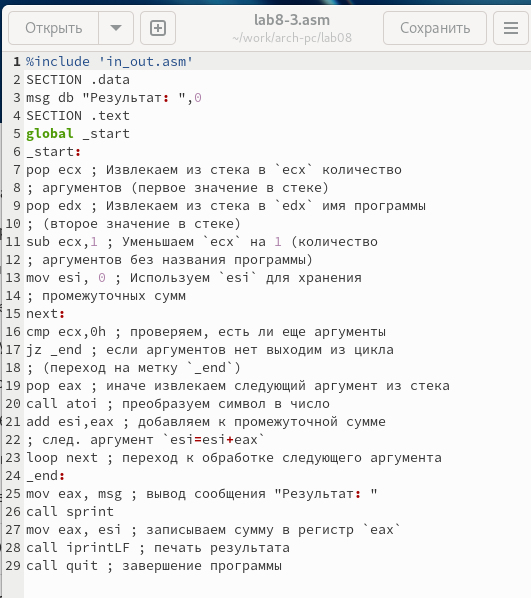 Открыть
lab8-3.asm
~/work/arch-pc/lab08
Сохранить
1 %include 'in_out.asm'
2 SECTION .data
3 msg db "Результат: ",0
4 SECTION .text
5 global _start
6 _start:
7 pop ecx ; Извлекаем из стека в `ecx` количество
8 ; аргументов (первое значение в стеке)
9 pop edx ; Извлекаем из стека в `edx` имя программы
10 ; (второе значение в стеке)
11 sub ecx,1 ; Уменьшаем `ecx` на 1 (количество
12 ; аргументов без названия программы)
13 mov esi, 0 ; Используем `esi` для хранения
14 ; промежуточных сумм
15 next:
16 cmp ecx,0h ; проверяем, есть ли еще аргументы
17 jz _end ; если аргументов нет выходим из цикла
18 ; (переход на метку `_end`)
19 pop eax ; иначе извлекаем следующий аргумент из стека
20 call atoi ; преобразуем символ в число
21 add esi,eax ; добавляем к промежуточной сумме
22 ; след. аргумент `esi=esi+eax`
23 loop next ; переход к обработке следующего аргумента
24 _end:
25 mov eax, msg ; вывод сообщения "Результат: "
26 call sprint
27 mov eax, esi ; записываем сумму в регистр `eax`
28 call iprintLF ; печать результата
29 call quit ; завершение программы